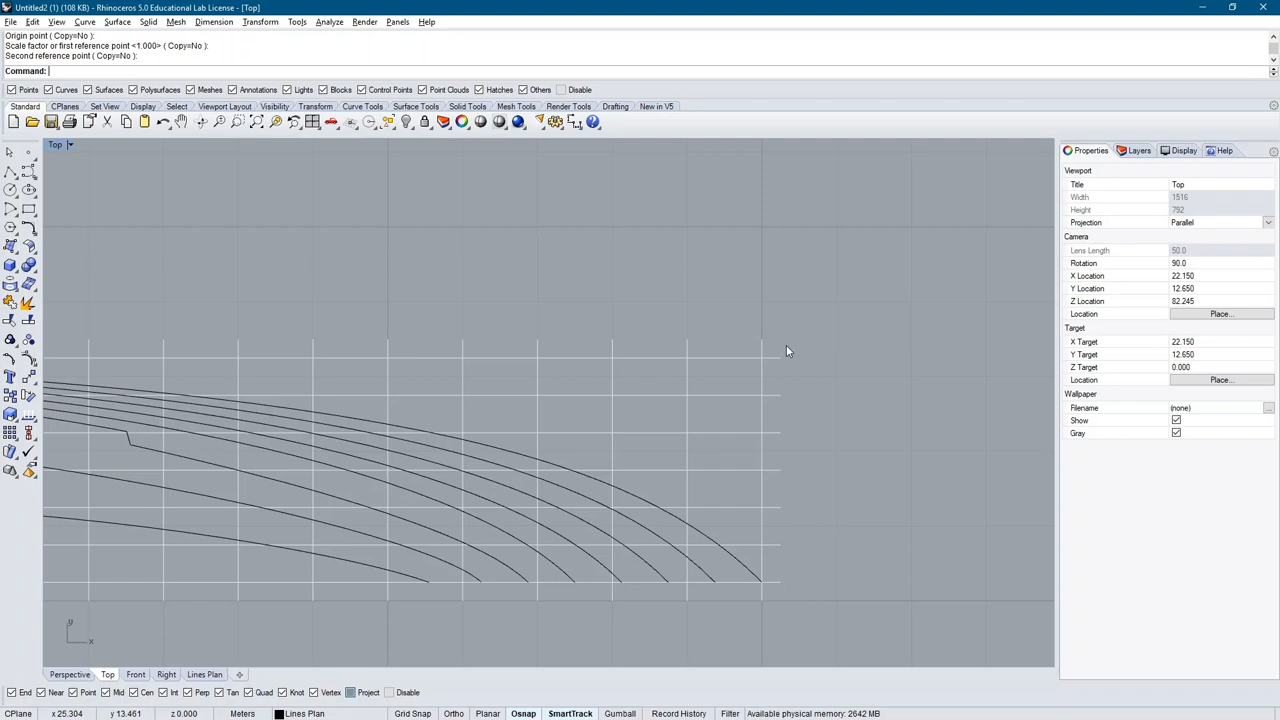 Untitled2 (1) (108 KB) - Rhinoceros 5.0 Educational Lab License - [Top]
File Edit View Curve Surface Solid Mesh Dimension Transform Tools Analyze Render Panels Help
Origin point ( Copy=No ):
Scale factor or first reference point <1.000> ( Copy=No ):
Second reference point ( Copy=No ):
Command:
Points Curves Surfaces Polysurfaces Meshes Annotations Lights Blocks Control Points Point Clouds Hatches Others Disable
Standard CPlanes Set View Display Select Viewport Layout Visibility Transform Curve Tools Surface Tools Solid Tools Mesh Tools Render Tools Drafting New in V5
Top
Properties Layers Display Help
Viewport
Title Top
Width 1516
Height 792
Projection Parallel
Camera
Lens Length 50.0
Rotation 90.0
X Location 22.150
Y Location 12.650
Z Location 82.245
Location Place...
Target
X Target 22.150
Y Target 12.650
Z Target 0.000
Location Place...
Wallpaper
Filename (none) ...
Show
Gray
y
x
Perspective Top Front Right Lines Plan
End Near Point Mid Cen Int Perp Tan Quad Knot Vertex Project Disable
CPlane x 25.304 y 13.461 z 0.000 Meters Lines Plan Grid Snap Ortho Planar Osnap SmartTrack Gumball Record History Filter Available physical memory: 2642 MB